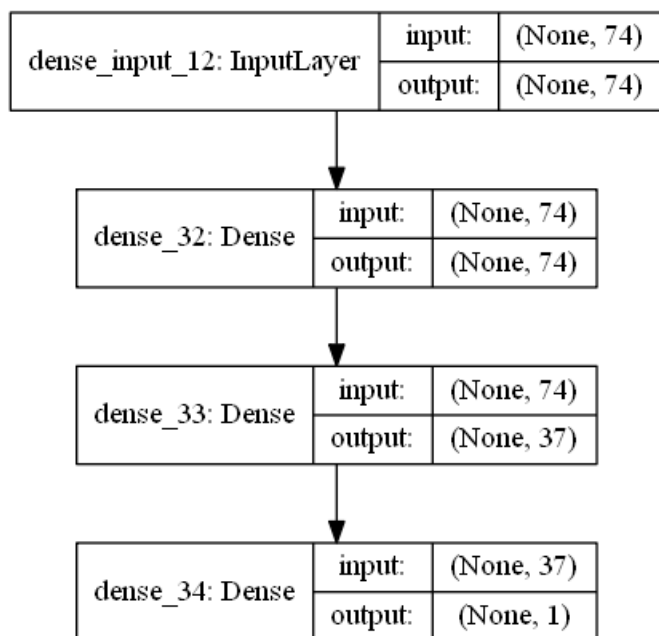 dense_input_12: InputLayer
input: (None, 74)
output: (None, 74)
dense_32: Dense
input: (None, 74)
output: (None, 74)
dense_33: Dense
input: (None, 74)
output: (None, 37)
dense_34: Dense
input: (None, 37)
output: (None, 1)